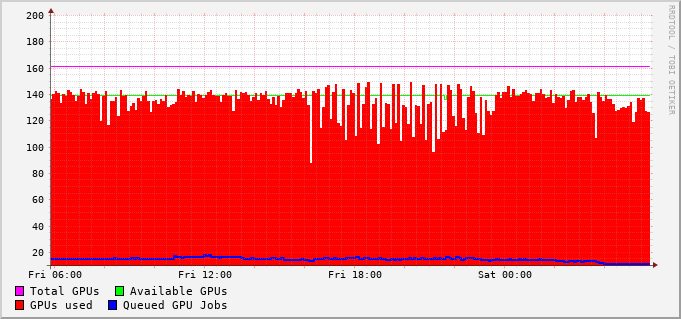 200
180
160
140
120
100
80
60
40
20
Fri 06:00 Fri 12:00 Fri 18:00 Sat 00:00
Total GPUs Available GPUs
GPUs used Queued GPU Jobs
RRDTOOL / TOBI OETIKER